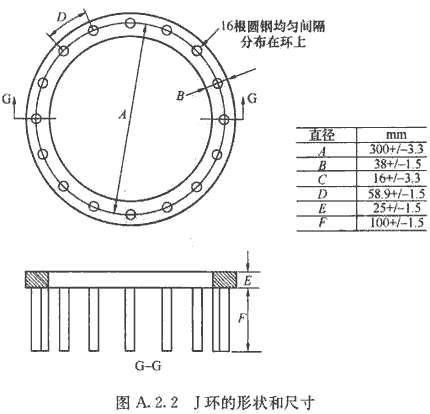 D
16根圆钢均匀间隔
分布在环上
G
G
B
A
直径 mm
A 300+/-3.3
B 38+/-1.5
C 16+/-3.3
D 58.9+/-1.5
E 25+/-1.5
F 100+/-1.5
E
F
G-G
图 A.2.2 J 环的形状和尺寸